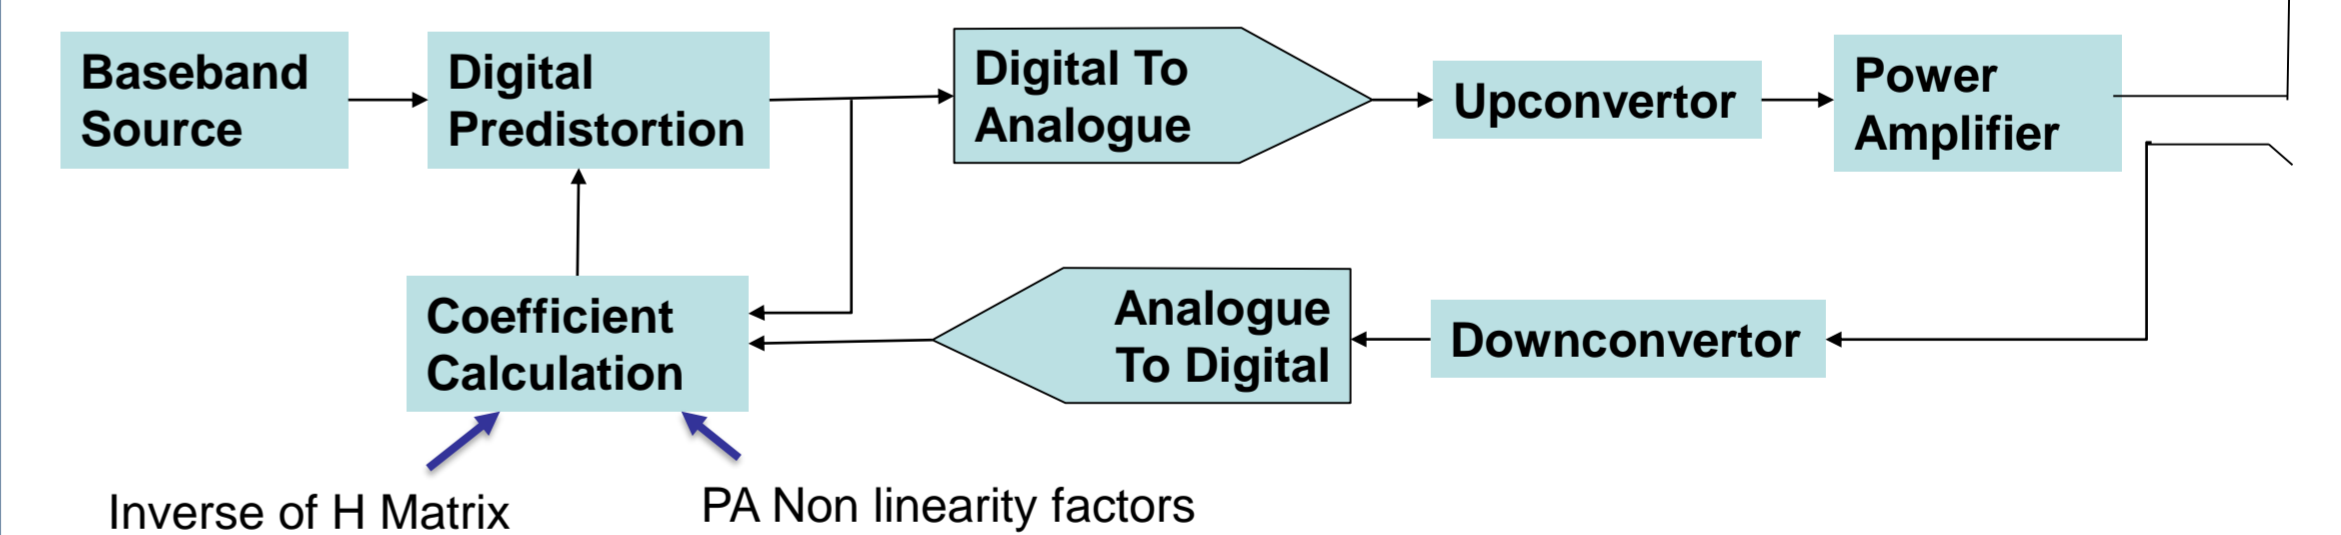 Baseband
Source
Digital
Predistortion
Digital To
Analogue
Upconvertor
Power
Amplifier
Coefficient
Calculation
Analogue
To Digital
Downconvertor
Inverse of H Matrix
PA Non linearity factors